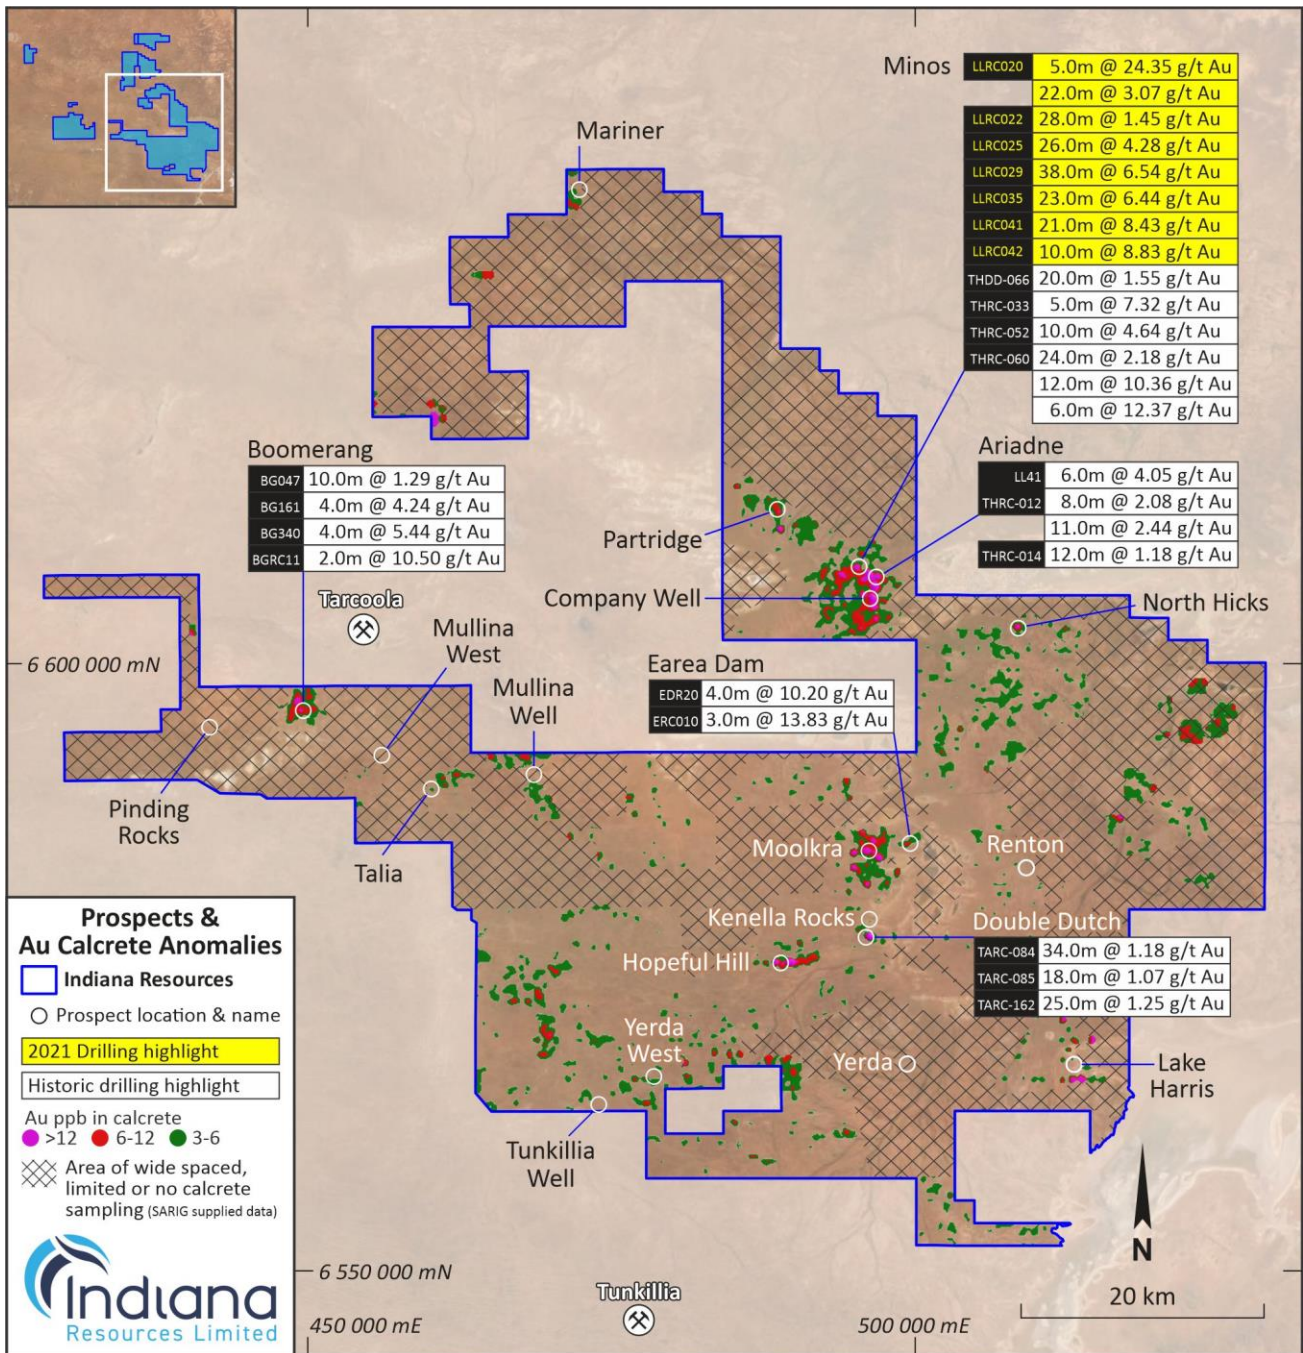 Minos
LLRC020 5.0m @ 24.35 g/t Au
22.0m @ 3.07 g/t Au
LLRC022 28.0m @ 1.45 g/t Au
LLRC025 26.0m @ 4.28 g/t Au
LLRC029 38.0m @ 6.54 g/t Au
LLRC035 23.0m @ 6.44 g/t Au
LLRC041 21.0m @ 8.43 g/t Au
LLRC042 10.0m @ 8.83 g/t Au
THDD-066 20.0m @ 1.55 g/t Au
THRC-033 5.0m @ 7.32 g/t Au
THRC-052 10.0m @ 4.64 g/t Au
THRC-060 24.0m @ 2.18 g/t Au
12.0m @ 10.36 g/t Au
6.0m @ 12.37 g/t Au
Mariner
Ariadne
LL41 6.0m @ 4.05 g/t Au
THRC-012 8.0m @ 2.08 g/t Au
11.0m @ 2.44 g/t Au
THRC-014 12.0m @ 1.18 g/t Au
Boomerang
BG047 10.0m @ 1.29 g/t Au
BG161 4.0m @ 4.24 g/t Au
BG340 4.0m @ 5.44 g/t Au
BGRC11 2.0m @ 10.50 g/t Au
Partridge
Company Well
North Hicks
Tarcoola
Mullina
West
6 600 000 mN
Mullina
Well
Earea Dam
EDR20 4.0m @ 10.20 g/t Au
ERC010 3.0m @ 13.83 g/t Au
Pinding
Rocks
Talia
Moolkra
Renton
Kenella Rocks
Double Dutch
TARC-084 34.0m @ 1.18 g/t Au
TARC-085 18.0m @ 1.07 g/t Au
TARC-162 25.0m @ 1.25 g/t Au
Hopeful Hill
Yerda
West
Yerda
Lake
Harris
Tunkillia
Well
Prospects &
Au Calcrete Anomalies
Indiana Resources
Prospect location & name
2021 Drilling highlight
Historic drilling highlight
Au ppb in calcrete
>12 6-12 3-6
Area of wide spaced,
limited or no calcrete
sampling (SARIG supplied data)
Indiana
Resources Limited
6 550 000 mN
Tunkillia
450 000 mE
500 000 mE
N
20 km